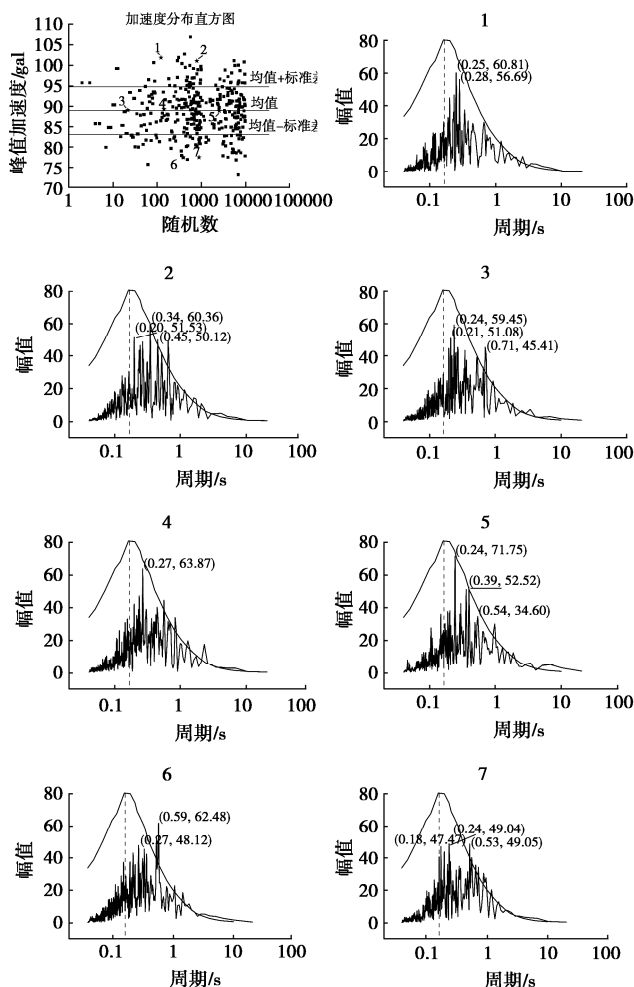 加速度分布直方图
110
105
100
95
90
85
80
75
70
峰值加速度/gal
1
2
均值+标准差
3
4
均值
5
均值−标准差
6
7
1 10 100 1000 10000 100000
随机数
1
80
60
40
20
0
幅值
(0.25, 60.81)
(0.28, 56.69)
0.1 1 10 100
周期/s
2
80
60
40
20
0
幅值
(0.34, 60.36)
(0.20, 51.53)
(0.45, 50.12)
0.1 1 10 100
周期/s
3
80
60
40
20
0
幅值
(0.24, 59.45)
(0.21, 51.08)
(0.71, 45.41)
0.1 1 10 100
周期/s
4
80
60
40
20
0
幅值
(0.27, 63.87)
0.1 1 10 100
周期/s
5
80
60
40
20
0
幅值
(0.24, 71.75)
(0.39, 52.52)
(0.54, 34.60)
0.1 1 10 100
周期/s
6
80
60
40
20
0
幅值
(0.59, 62.48)
(0.27, 48.12)
0.1 1 10 100
周期/s
7
80
60
40
20
0
幅值
(0.24, 49.04)
(0.18, 47.47)
(0.53, 49.05)
0.1 1 10 100
周期/s